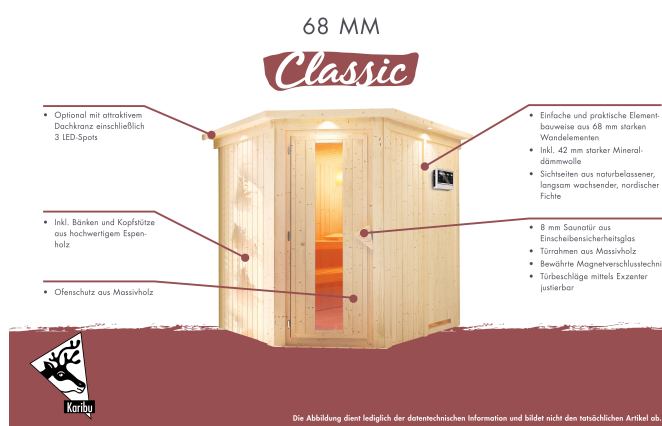 68 MM
Classic
• Optional mit attraktivem
Dachkranz einschließlich
3 LED-Spots
• Inkl. Bänken und Kopfstütze
aus hochwertigem Espen-
holz
• Ofenschutz aus Massivholz
• Einfache und praktische Element-
bauweise aus 68 mm starken
Wandelementen
• Inkl. 42 mm starker Mineral-
dämmwolle
• Sichtseiten aus naturbelassener,
langsam wachsender, nordischer
Fichte
• 8 mm Saunatür aus
Einscheibensicherheitsglas
• Türrahmen aus Massivholz
• Bewährte Magnetverschlusstechni
• Türbeschläge mittels Exzenter
justierbar
Karibu
Die Abbildung dient lediglich der datentechnischen Information und bildet nicht den tatsächlichen Artikel ab.